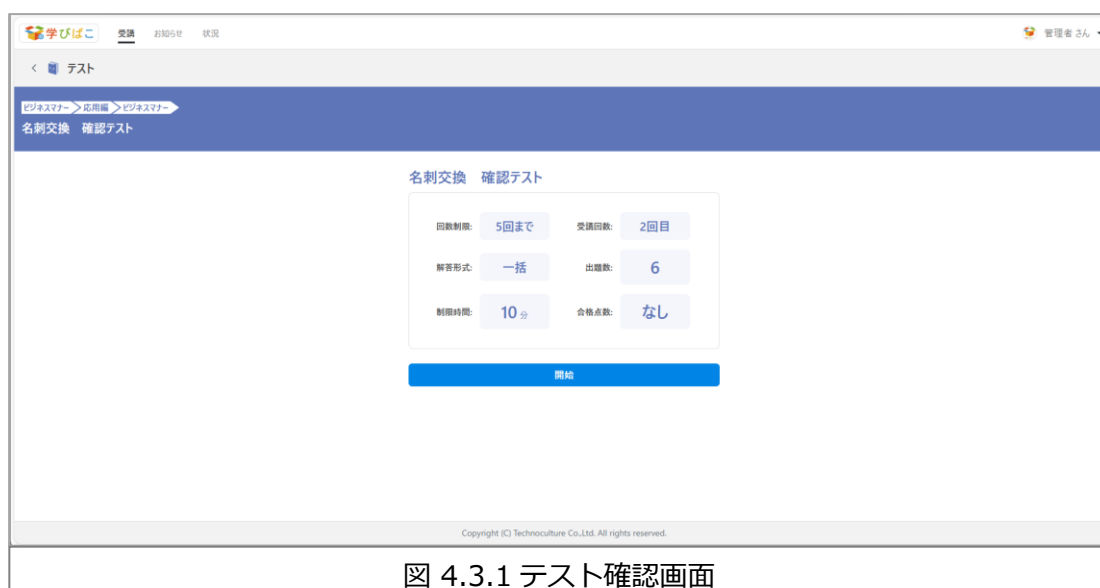 学びばこ 受講 お知らせ 状況 管理者 さん
テスト
ビジネスマナー 応用編 ビジネスマナー
名刺交換 確認テスト
名刺交換 確認テスト
回数制限: 5回まで 受講回数: 2回目
解答形式: 一括 出題数: 6
制限時間: 10 分 合格点数: なし
開始
Copyright (C) Technoculture Co.,Ltd. All rights reserved.
図 4.3.1 テスト確認画面